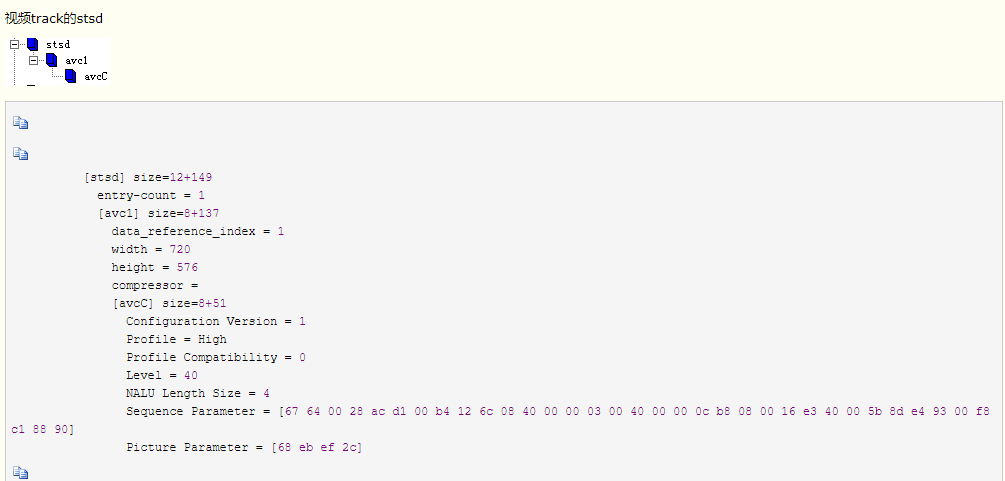 视频track的stsd
stsd
avc1
avcC
[stsd] size=12+149
entry-count = 1
[avc1] size=8+137
data_reference_index = 1
width = 720
height = 576
compressor =
[avcC] size=8+51
Configuration Version = 1
Profile = High
Profile Compatibility = 0
Level = 40
NALU Length Size = 4
Sequence Parameter = [67 64 00 28 ac d1 00 b4 12 6c 08 40 00 00 03 00 40 00 00 0c b8 08 00 16 e3 40 00 5b 8d e4 93 00 f8
c1 88 90]
Picture Parameter = [68 eb ef 2c]